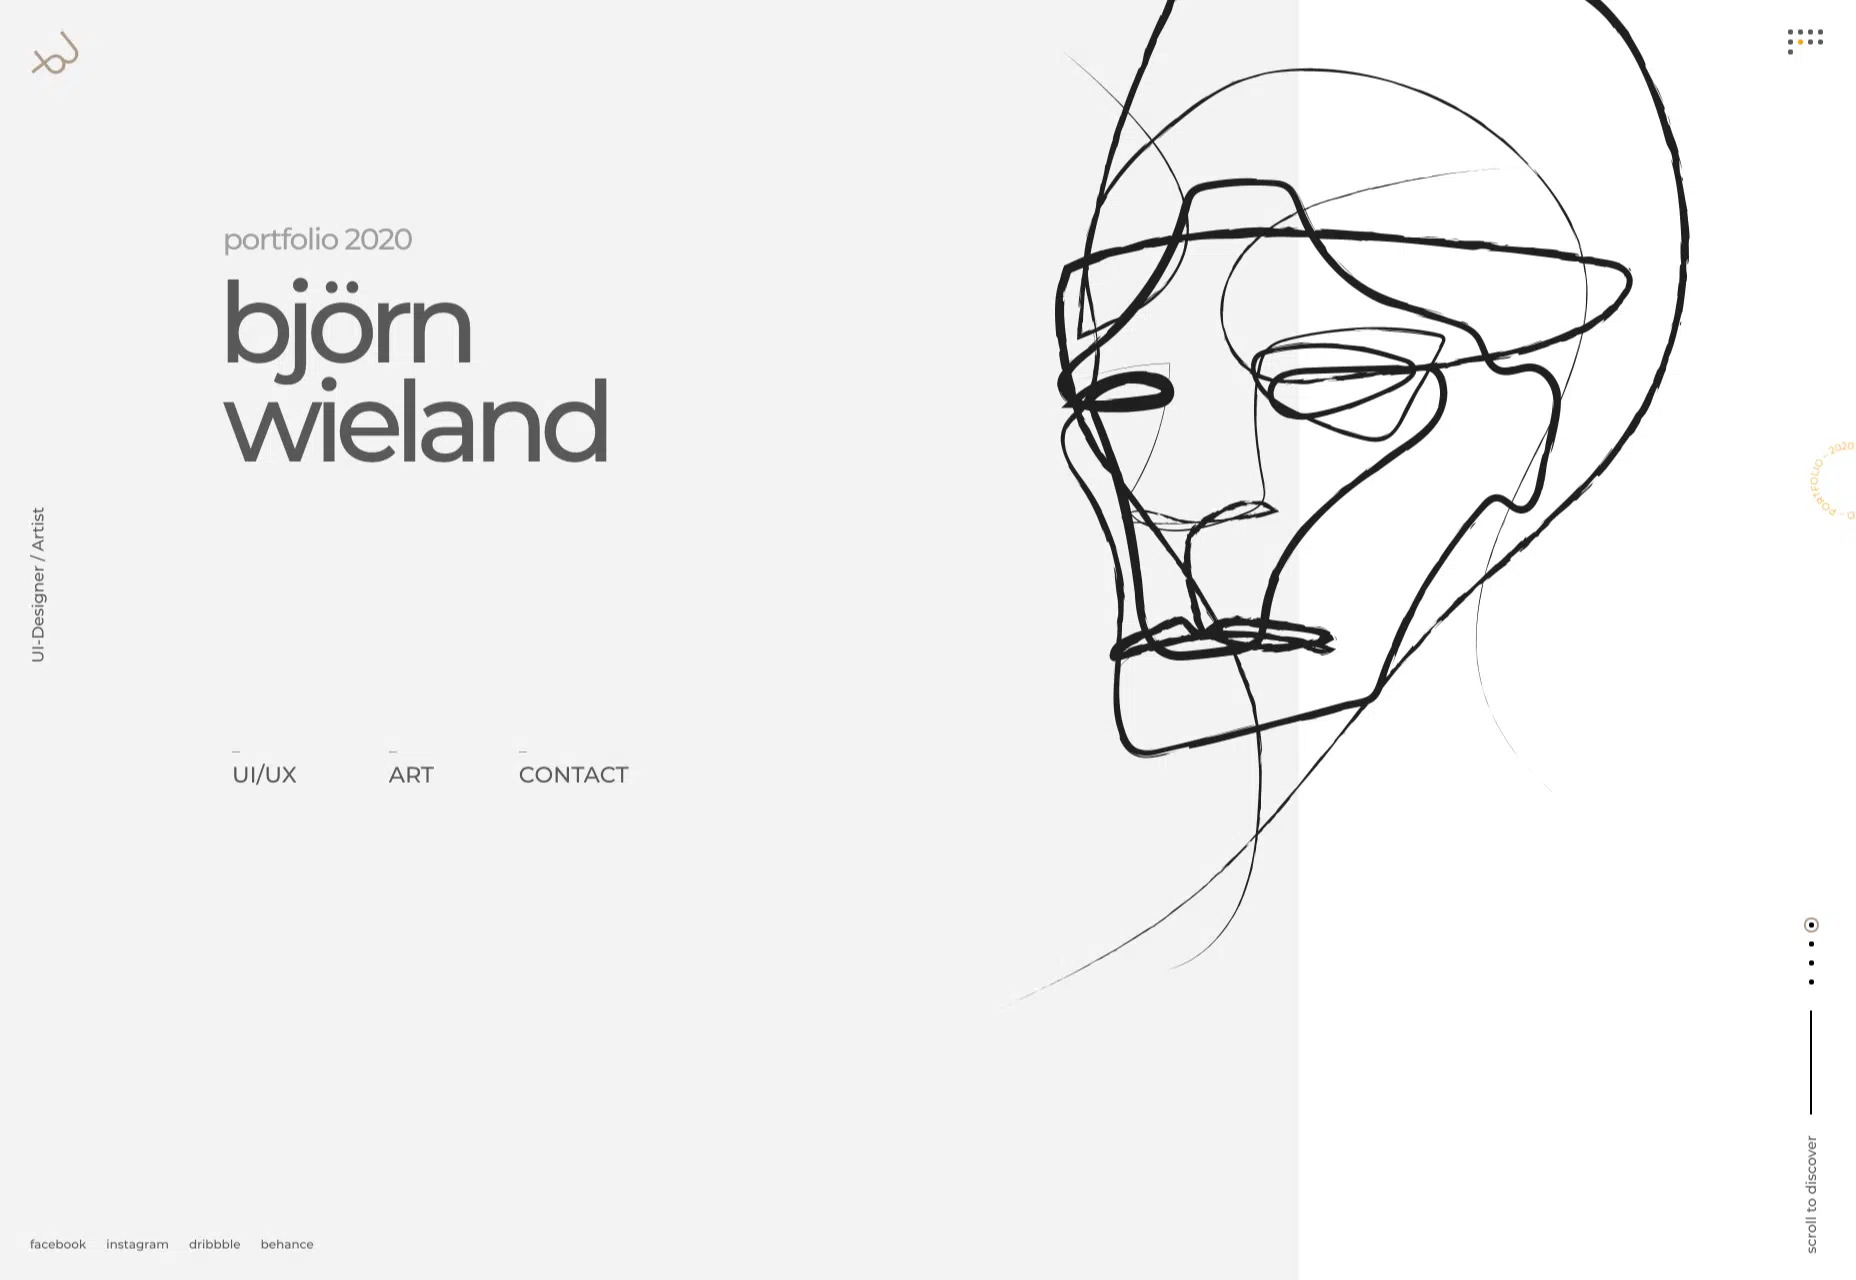 portfolio 2020
björn
wieland
UI-Designer / Artist
UI/UX
ART
CONTACT
PORTFOLIO - 2020
scroll to discover
facebook
instagram
dribbble
behance